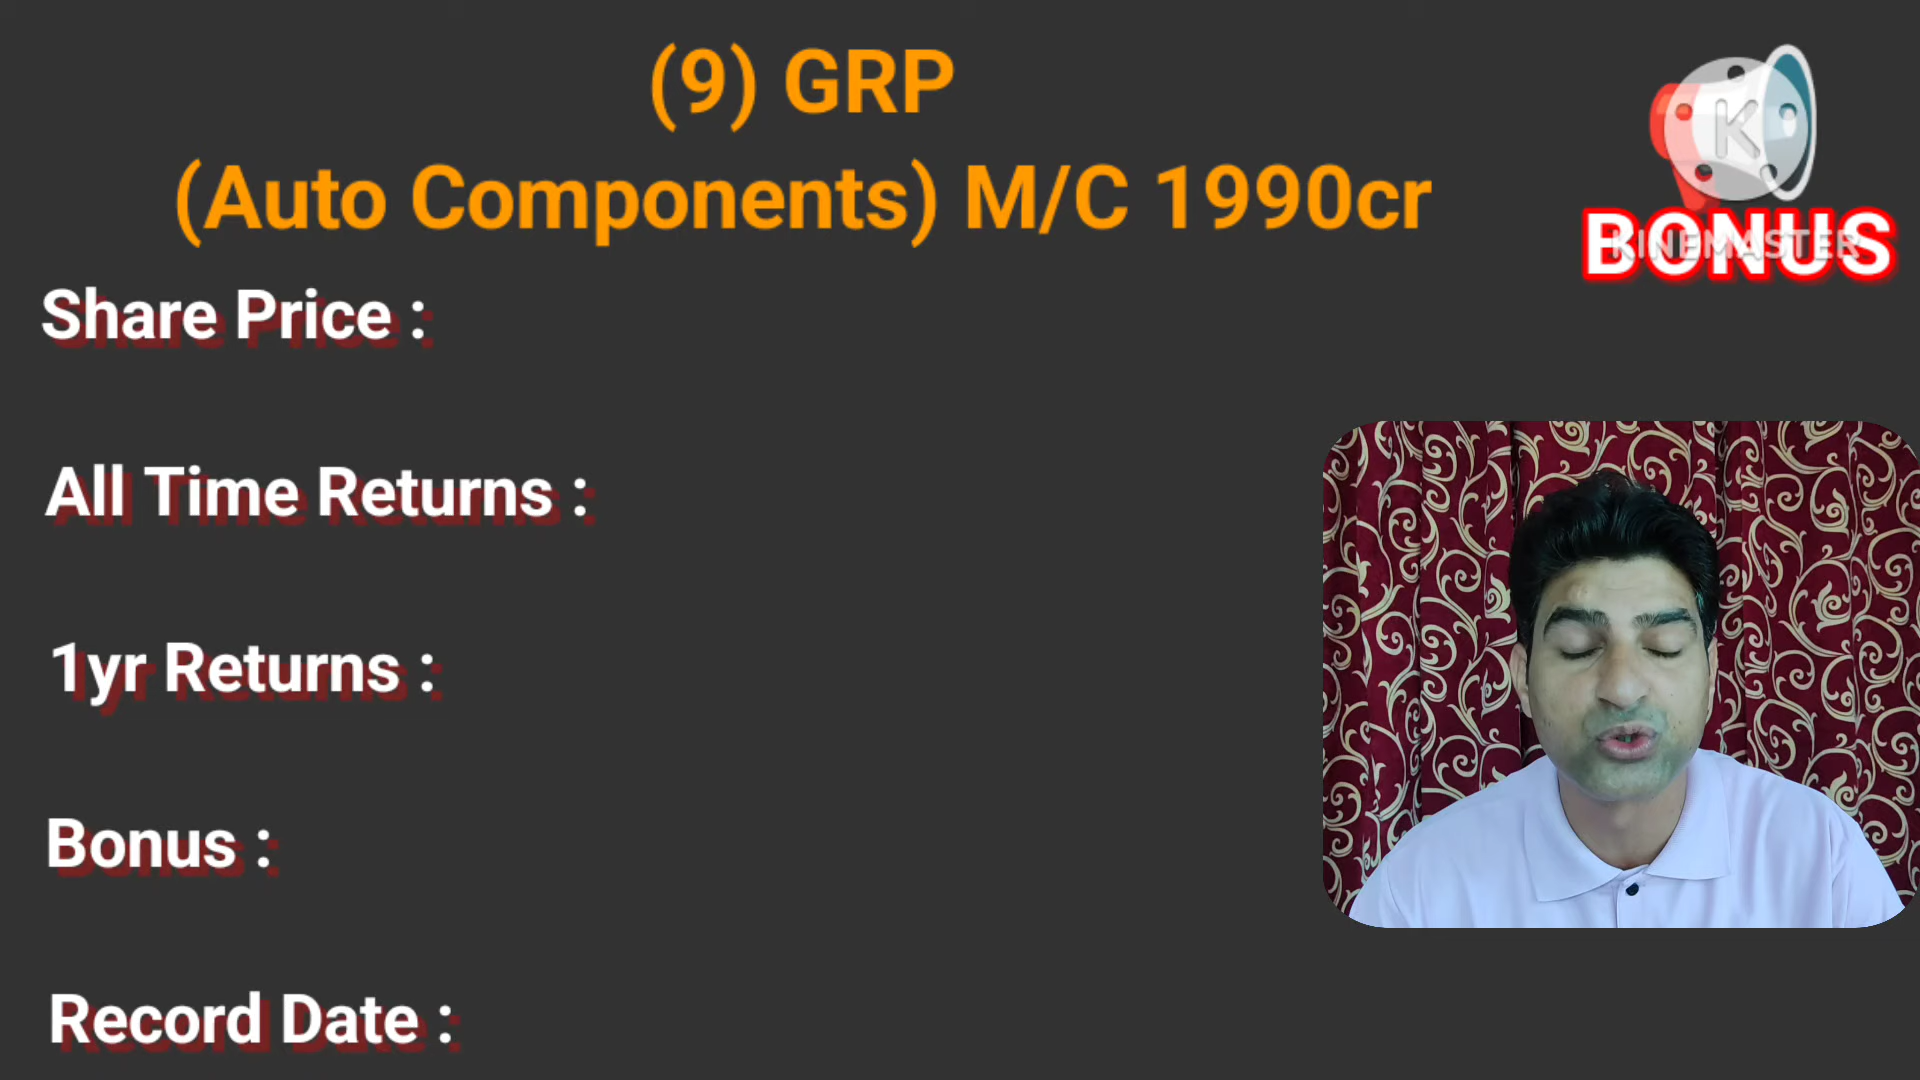 (9) GRP
(Auto Components) M/C 1990cr
K
BONUS
KINEMASTER
Share Price :
All Time Returns :
1yr Returns :
Bonus :
Record Date :